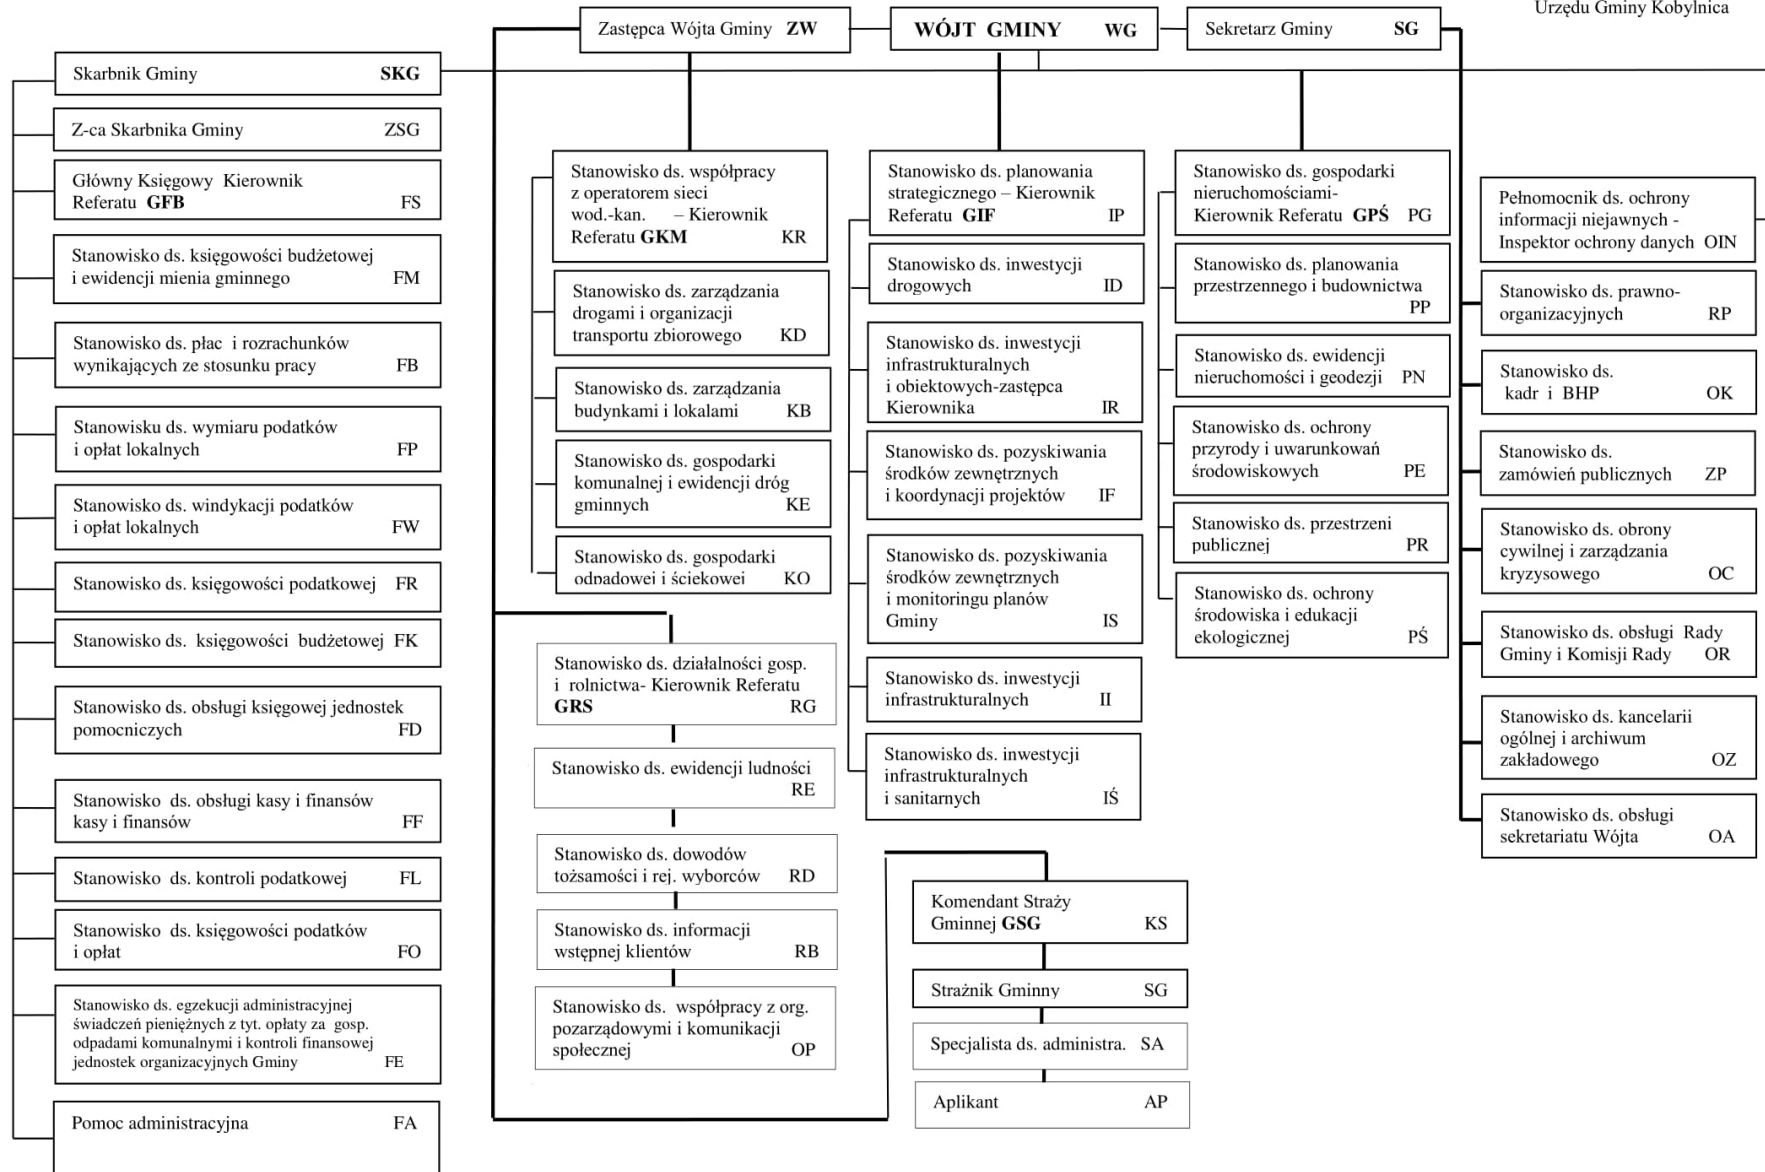 Urzędu Gminy Kobylnica
Zastępca Wójta Gminy ZW
WÓJT GMINY WG
Sekretarz Gminy SG
Skarbnik Gminy SKG
Z-ca Skarbnika Gminy ZSG
Główny Księgowy Kierownik
Referatu GFB FS
Stanowisko ds. księgowości budżetowej
i ewidencji mienia gminnego FM
Stanowisko ds. płac i rozrachunków
wynikających ze stosunku pracy FB
Stanowisku ds. wymiaru podatków
i opłat lokalnych FP
Stanowisko ds. windykacji podatków
i opłat lokalnych FW
Stanowisko ds. księgowości podatkowej FR
Stanowisko ds. księgowości budżetowej FK
Stanowisko ds. obsługi księgowej jednostek
pomocniczych FD
Stanowisko ds. obsługi kasy i finansów
kasy i finansów FF
Stanowisko ds. kontroli podatkowej FL
Stanowisko ds. księgowości podatków
i opłat FO
Stanowisko ds. egzekucji administracyjnej
świadczeń pieniężnych z tyt. opłaty za gosp.
odpadami komunalnymi i kontroli finansowej
jednostek organizacyjnych Gminy FE
Pomoc administracyjna FA
Stanowisko ds. współpracy
z operatorem sieci
wod.-kan. – Kierownik
Referatu GKM KR
Stanowisko ds. zarządzania
drogami i organizacji
transportu zbiorowego KD
Stanowisko ds. zarządzania
budynkami i lokalami KB
Stanowisko ds. gospodarki
komunalnej i ewidencji dróg
gminnych KE
Stanowisko ds. gospodarki
odpadowej i ściekowej KO
Stanowisko ds. działalności gosp.
i rolnictwa- Kierownik Referatu
GRS RG
Stanowisko ds. ewidencji ludności
RE
Stanowisko ds. dowodów
tożsamości i rej. wyborców RD
Stanowisko ds. informacji
wstępnej klientów RB
Stanowisko ds. współpracy z org.
pozarządowymi i komunikacji
społecznej OP
Stanowisko ds. planowania
strategicznego – Kierownik
Referatu GIF IP
Stanowisko ds. inwestycji
drogowych ID
Stanowisko ds. inwestycji
infrastrukturalnych
i obiektowych-zastępca
Kierownika IR
Stanowisko ds. pozyskiwania
środków zewnętrznych
i koordynacji projektów IF
Stanowisko ds. pozyskiwania
środków zewnętrznych
i monitoringu planów
Gminy IS
Stanowisko ds. inwestycji
infrastrukturalnych II
Stanowisko ds. inwestycji
infrastrukturalnych
i sanitarnych IŚ
Komendant Straży
Gminnej GSG KS
Strażnik Gminny SG
Specjalista ds. administra. SA
Aplikant AP
Stanowisko ds. gospodarki
nieruchomościami-
Kierownik Referatu GPŚ PG
Stanowisko ds. planowania
przestrzennego i budownictwa
PP
Stanowisko ds. ewidencji
nieruchomości i geodezji PN
Stanowisko ds. ochrony
przyrody i uwarunkowań
środowiskowych PE
Stanowisko ds. przestrzeni
publicznej PR
Stanowisko ds. ochrony
środowiska i edukacji
ekologicznej PŚ
Pełnomocnik ds. ochrony
informacji niejawnych -
Inspektor ochrony danych OIN
Stanowisko ds. prawno-
organizacyjnych RP
Stanowisko ds.
kadr i BHP OK
Stanowisko ds.
zamówień publicznych ZP
Stanowisko ds. obrony
cywilnej i zarządzania
kryzysowego OC
Stanowisko ds. obsługi Rady
Gminy i Komisji Rady OR
Stanowisko ds. kancelarii
ogólnej i archiwum
zakładowego OZ
Stanowisko ds. obsługi
sekretariatu Wójta OA